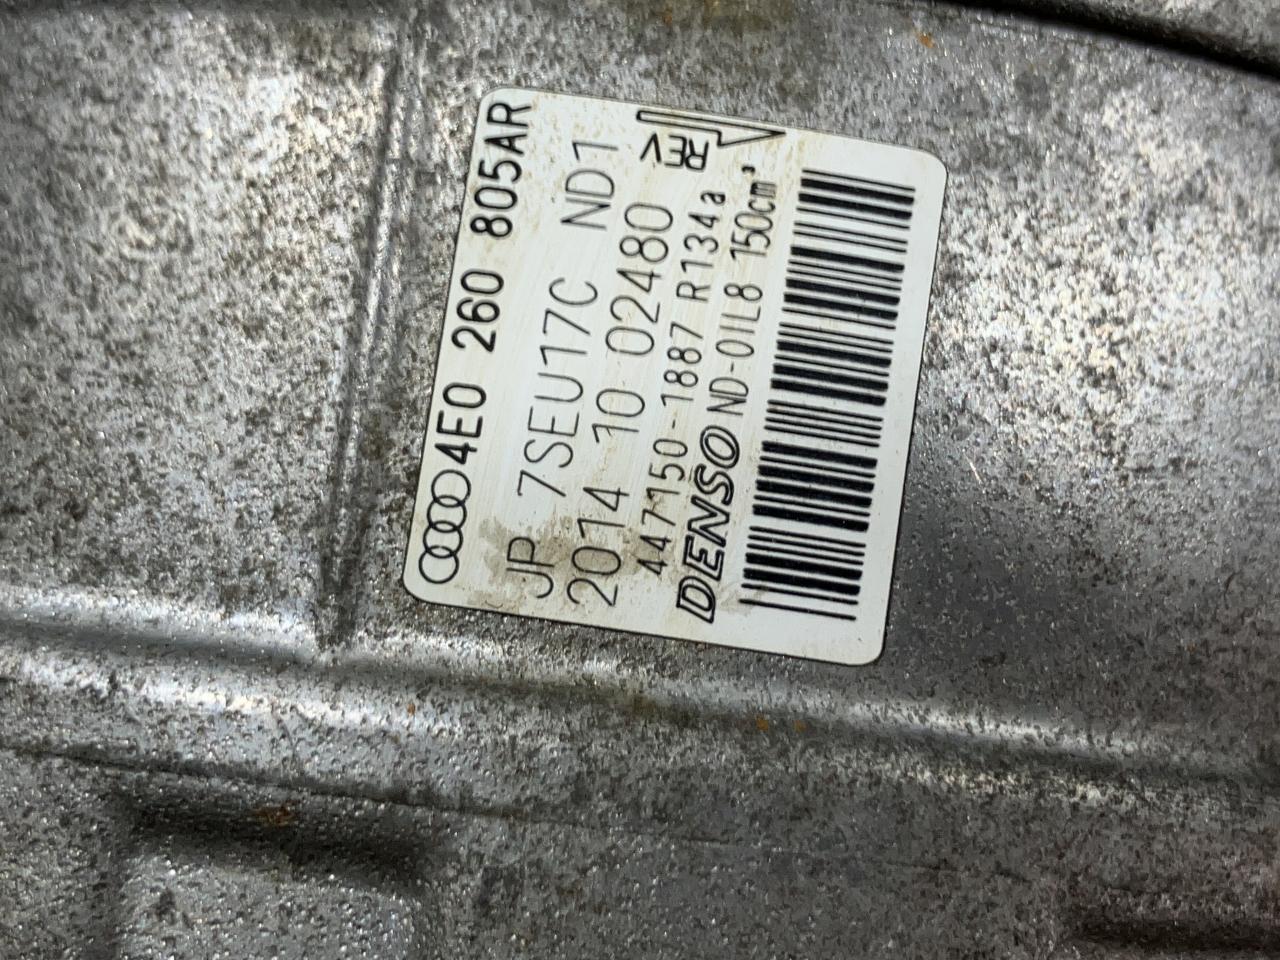 4E0 260 805AR
JP 7SEU17C ND1
2014 10 02480
447150-1887 R134a
DENSO ND-OIL8 150cm³
REV